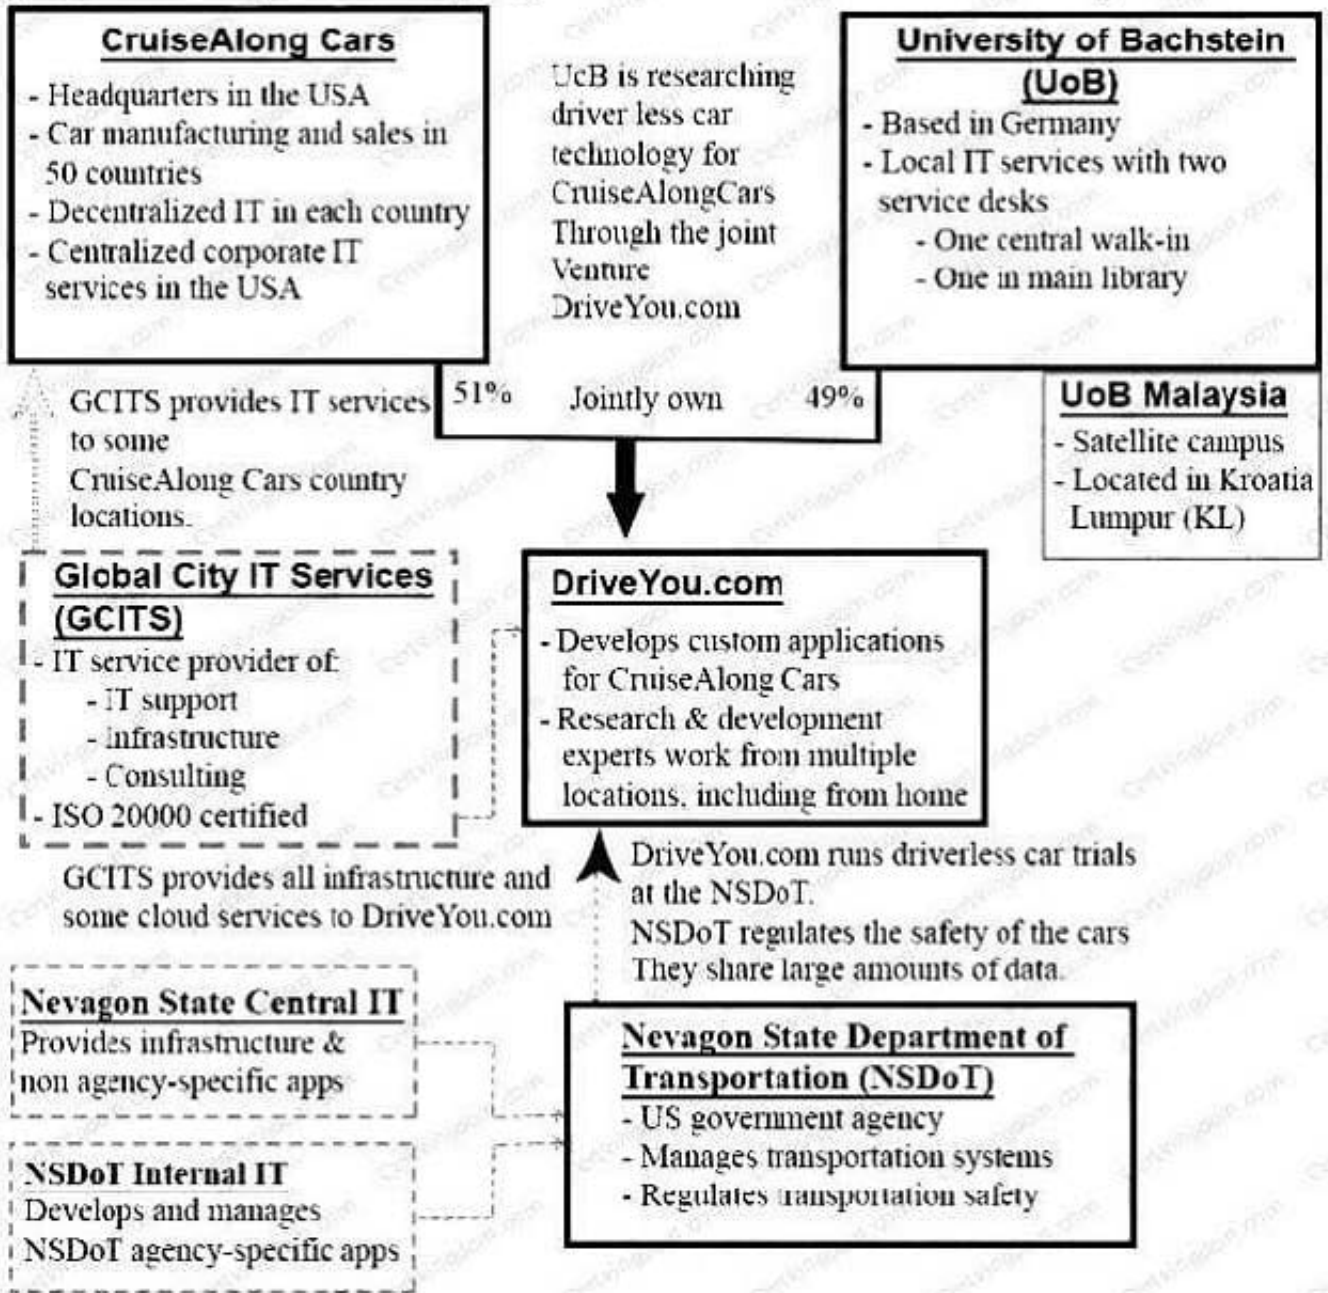 CruiseAlong Cars
- Headquarters in the USA
- Car manufacturing and sales in
50 countries
- Decentralized IT in each country
- Centralized corporate IT
services in the USA
UcB is researching
driver less car
technology for
CruiseAlongCars
Through the joint
Venture
DriveYou.com
University of Bachstein
(UoB)
- Based in Germany
- Local IT services with two
service desks
- One central walk-in
- One in main library
51% Jointly own 49%
UoB Malaysia
- Satellite campus
- Located in Kroatia
Lumpur (KL)
GCITS provides IT services
to some
CruiseAlong Cars country
locations.
Global City IT Services
(GCITS)
- IT service provider of:
- IT support
- Infrastructure
- Consulting
- ISO 20000 certified
DriveYou.com
- Develops custom applications
for CruiseAlong Cars
- Research & development
experts work from multiple
locations, including from home
GCITS provides all infrastructure and
some cloud services to DriveYou.com
DriveYou.com runs driverless car trials
at the NSDoT.
NSDoT regulates the safety of the cars
They share large amounts of data.
Nevagon State Central IT
Provides infrastructure &
non agency-specific apps
NSDoT Internal IT
Develops and manages
NSDoT agency-specific apps
Nevagon State Department of
Transportation (NSDoT)
- US government agency
- Manages transportation systems
- Regulates transportation safety